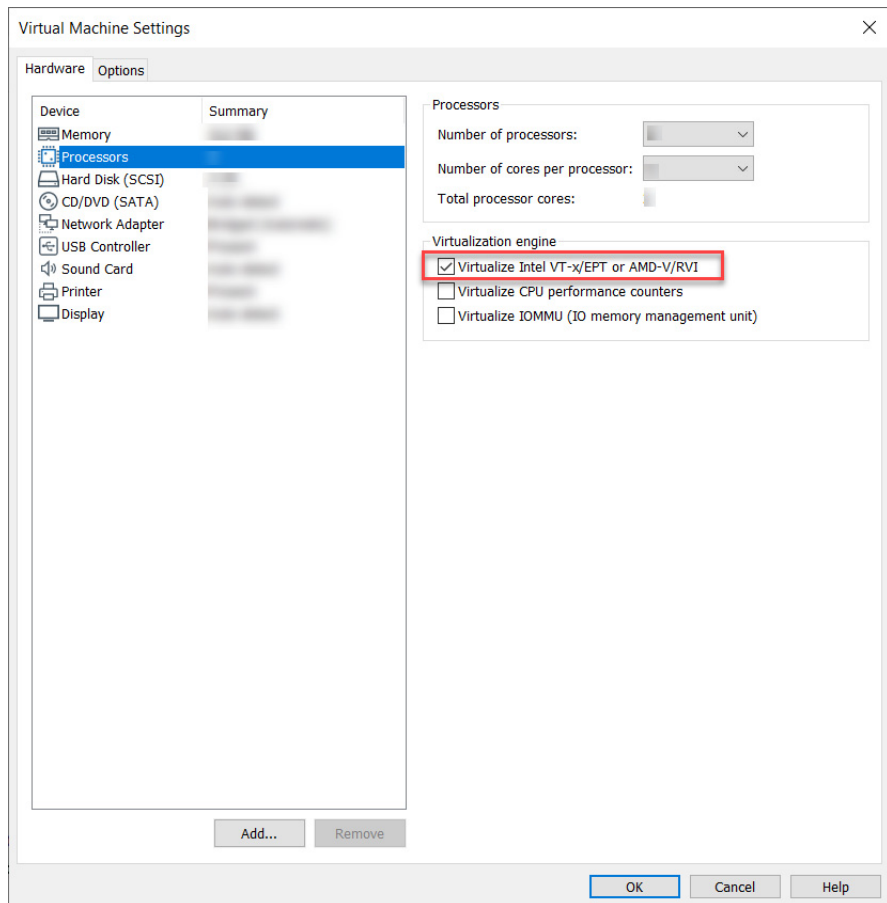 Virtual Machine Settings
Hardware Options
Device Summary
Memory
Processors
Hard Disk (SCSI)
CD/DVD (SATA)
Network Adapter
USB Controller
Sound Card
Printer
Display
Add... Remove
Processors
Number of processors:
Number of cores per processor:
Total processor cores:
Virtualization engine
Virtualize Intel VT-x/EPT or AMD-V/RVI
Virtualize CPU performance counters
Virtualize IOMMU (IO memory management unit)
OK Cancel Help